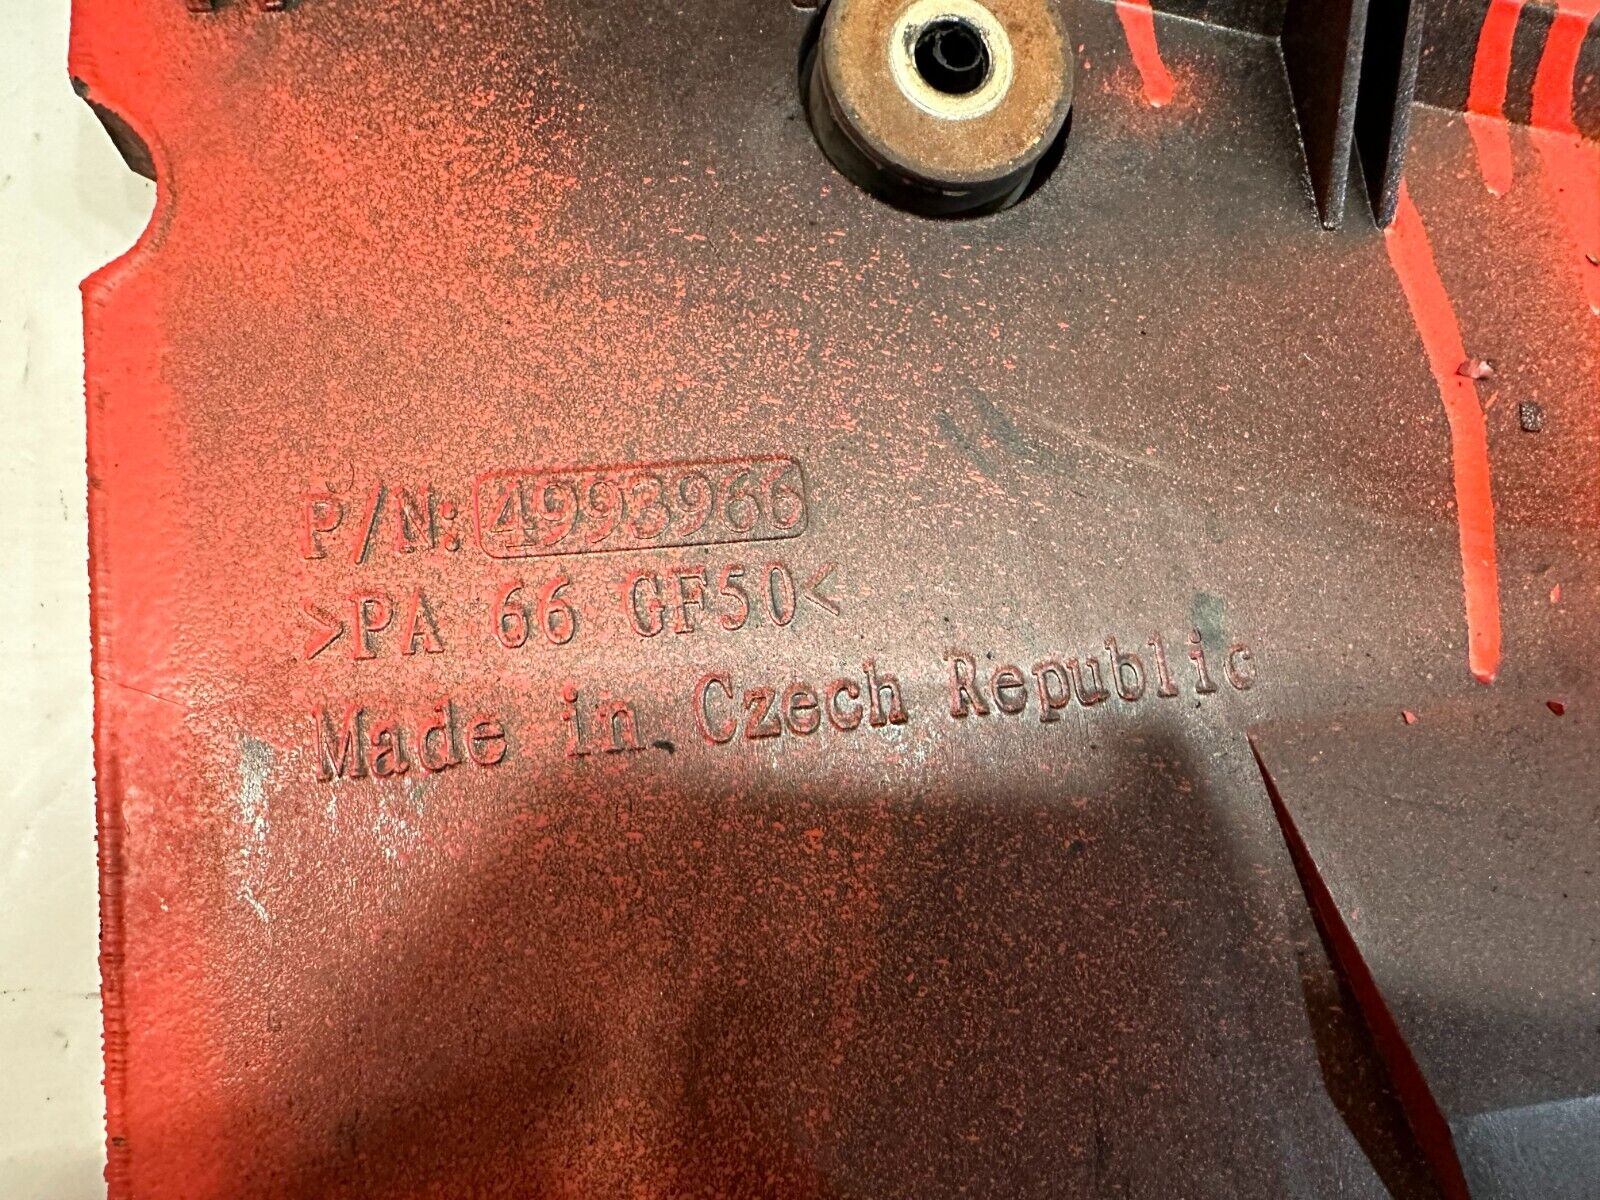 P/N: 4993966
>PA 66 GF50<
Made in Czech Republic